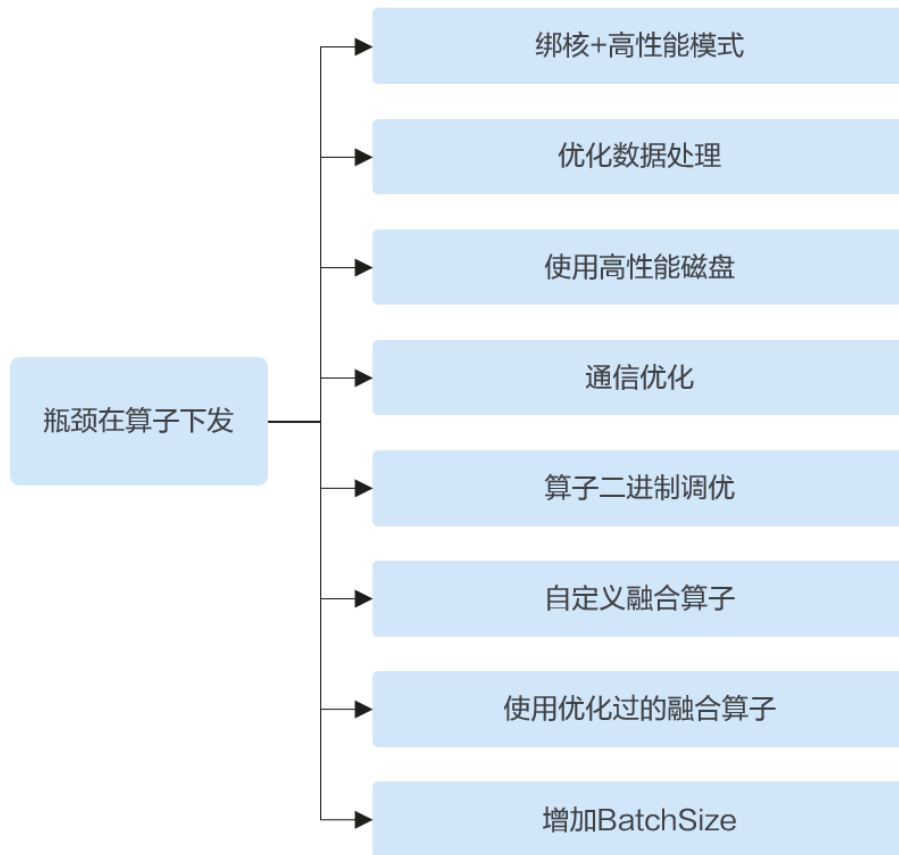 绑核+高性能模式
优化数据处理
使用高性能磁盘
通信优化
瓶颈在算子下发
算子二进制调优
自定义融合算子
使用优化过的融合算子
增加BatchSize